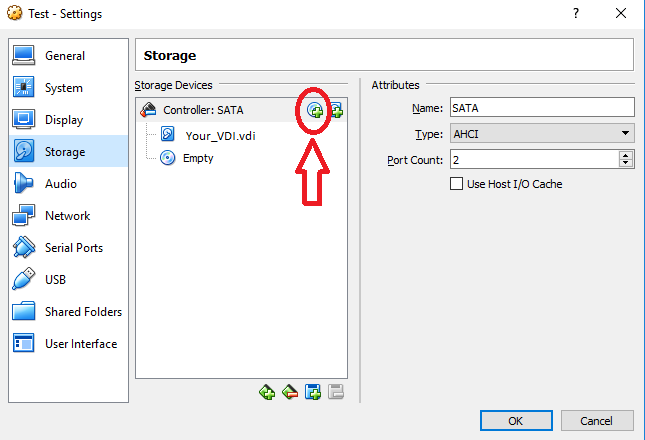 Test - Settings
?
General
System
Display
Storage
Audio
Network
Serial Ports
USB
Shared Folders
User Interface
Storage
Storage Devices
Controller: SATA
Your_VDI.vdi
Empty
Attributes
Name: SATA
Type: AHCI
Port Count: 2
Use Host I/O Cache
OK
Cancel